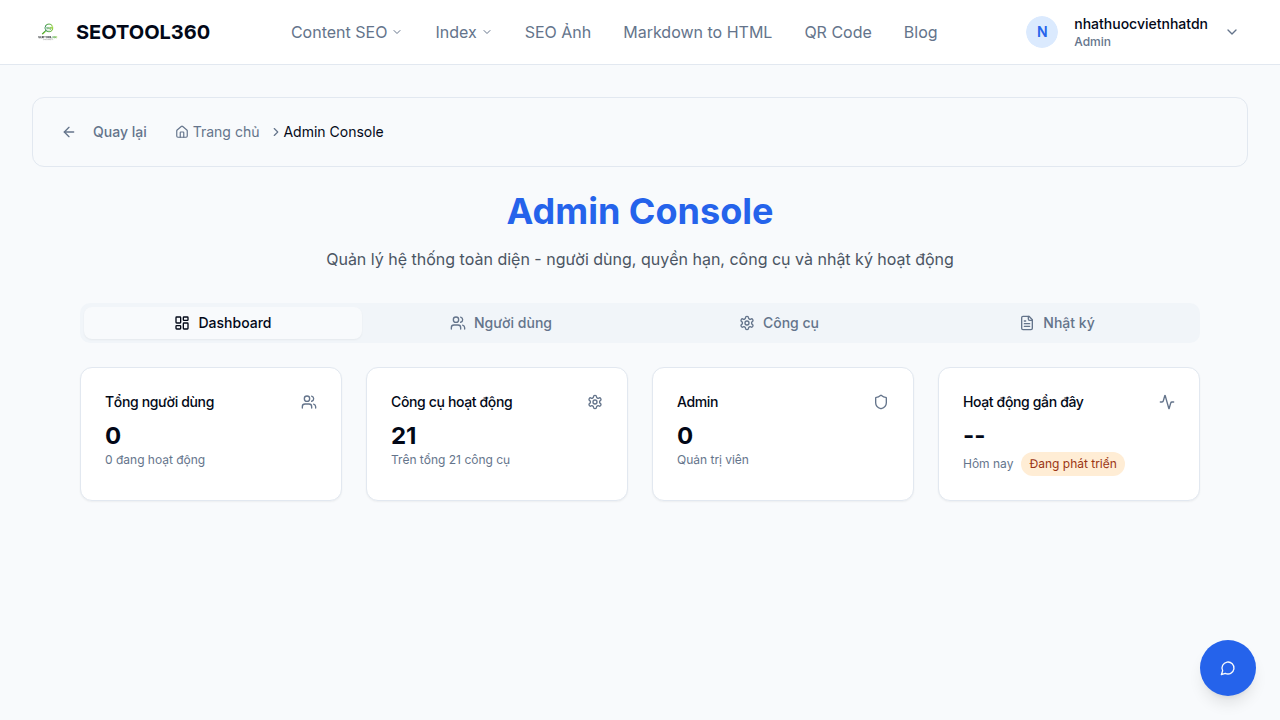 SEOTOOL360
Content SEO
Index
SEO Ảnh
Markdown to HTML
QR Code
Blog
N
nhathuocvietnhatdn
Admin
Quay lại
Trang chủ
Admin Console
Admin Console
Quản lý hệ thống toàn diện - người dùng, quyền hạn, công cụ và nhật ký hoạt động
Dashboard
Người dùng
Công cụ
Nhật ký
Tổng người dùng
0
0 đang hoạt động
Công cụ hoạt động
21
Trên tổng 21 công cụ
Admin
0
Quản trị viên
Hoạt động gần đây
--
Hôm nay
Đang phát triển